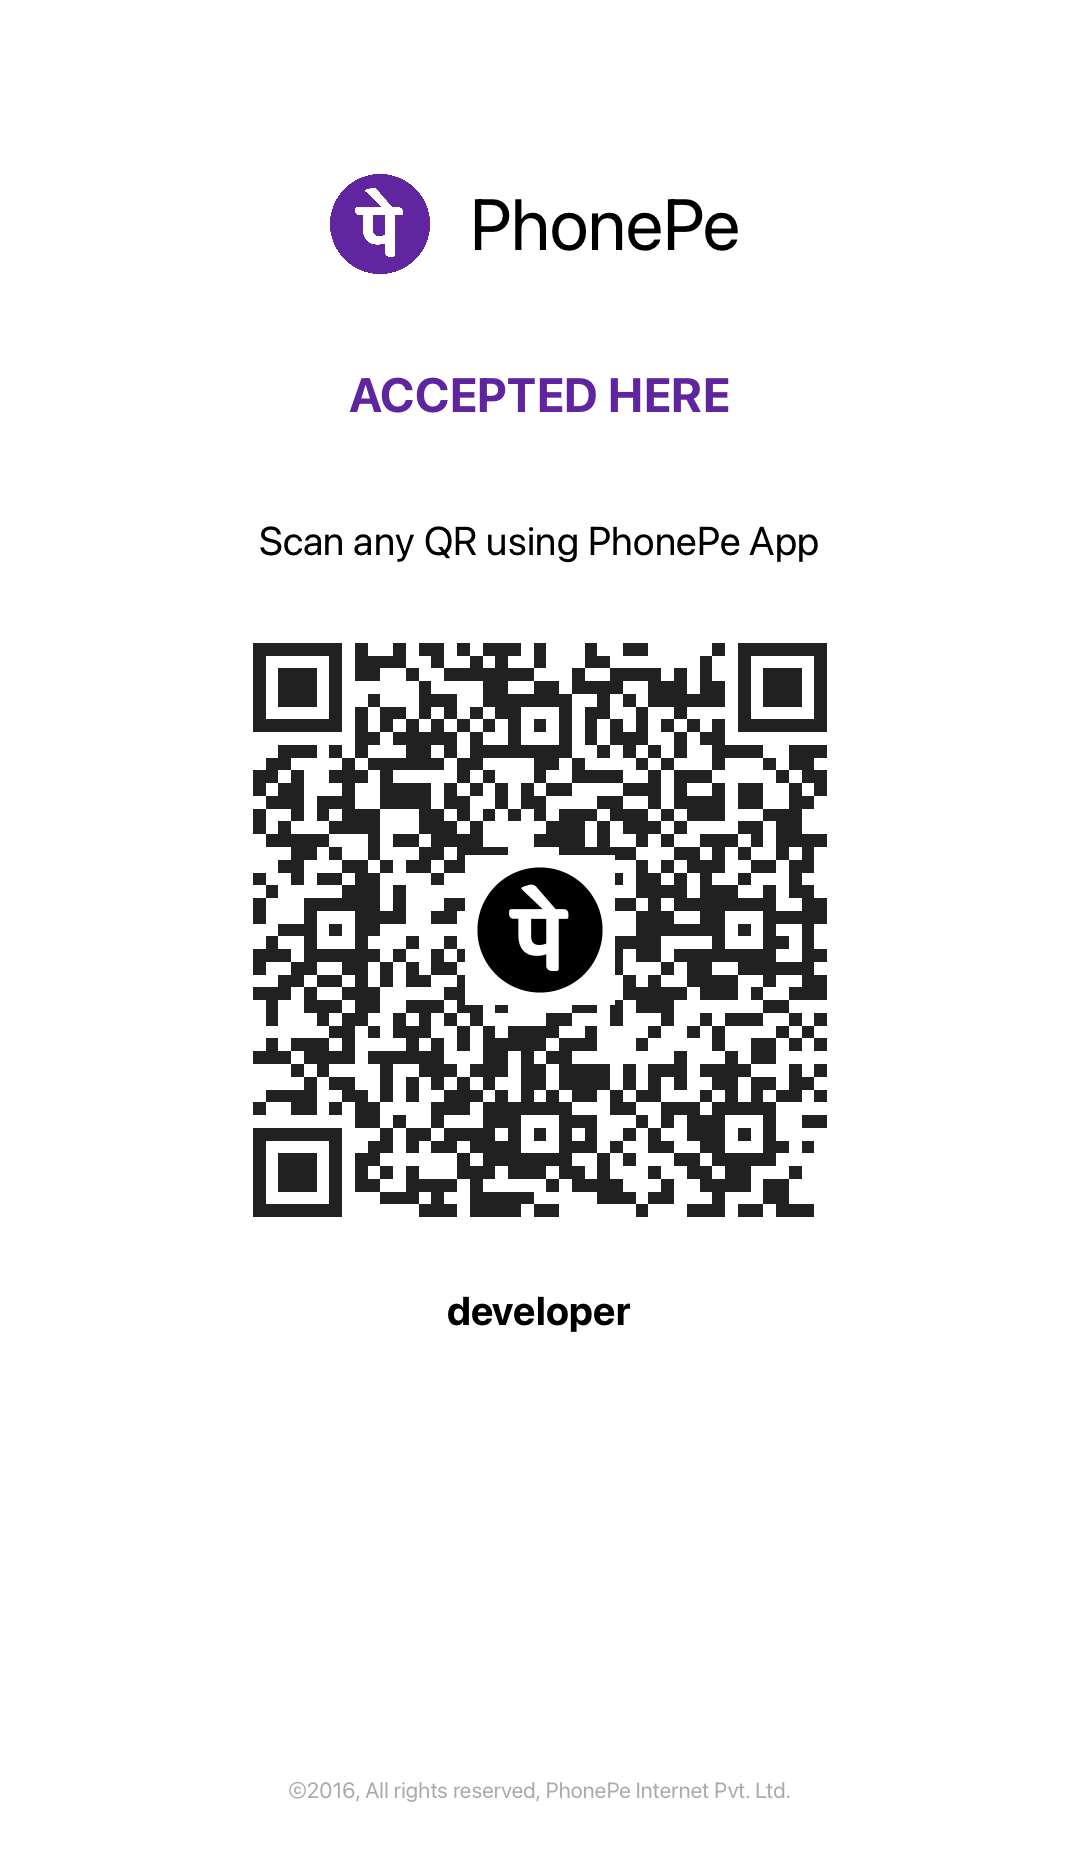 पे PhonePe
ACCEPTED HERE
Scan any QR using PhonePe App
पे
developer
©2016, All rights reserved, PhonePe Internet Pvt. Ltd.